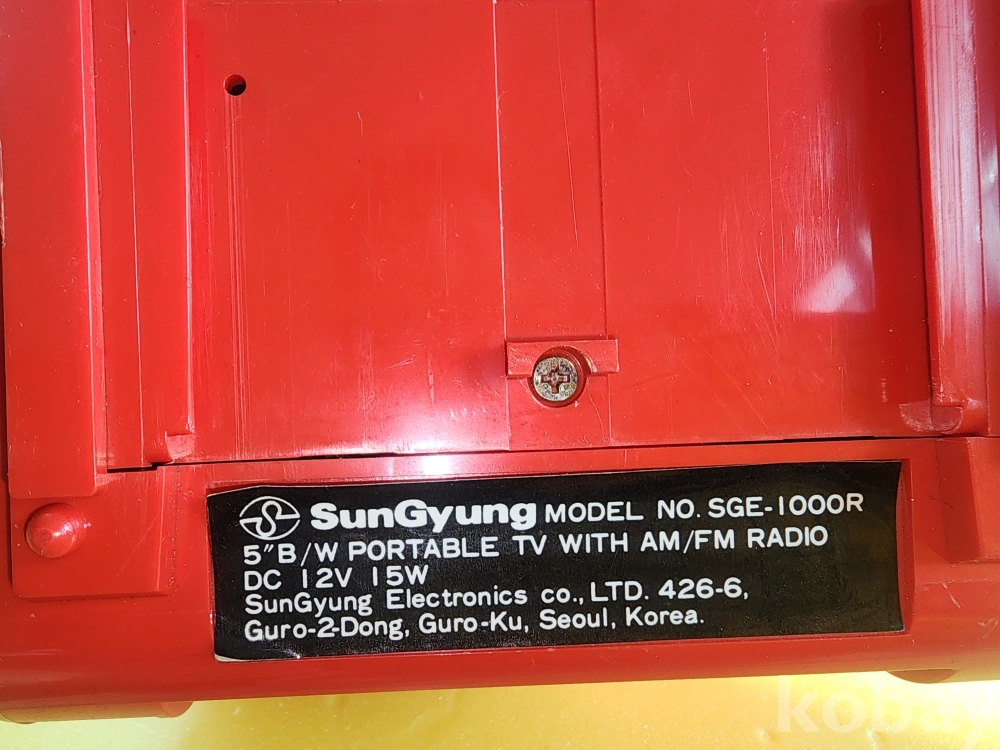 SunGyung MODEL NO. SGE-1000R
5"B/W PORTABLE TV WITH AM/FM RADIO
DC 12V 15W
SunGyung Electronics co., LTD. 426-6,
Guro-2-Dong, Guro-Ku, Seoul, Korea.
kobay